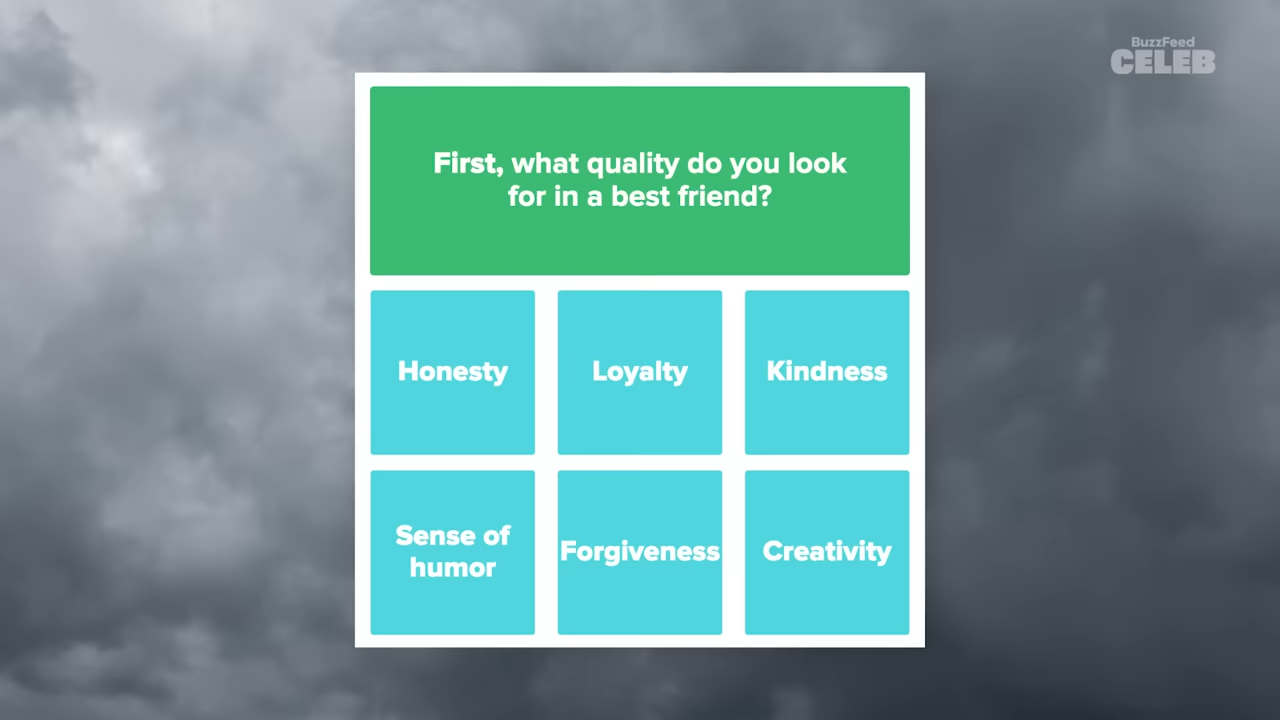 BuzzFeed
CELEB
First, what quality do you look
for in a best friend?
Honesty
Loyalty
Kindness
Sense of
humor
Forgiveness
Creativity